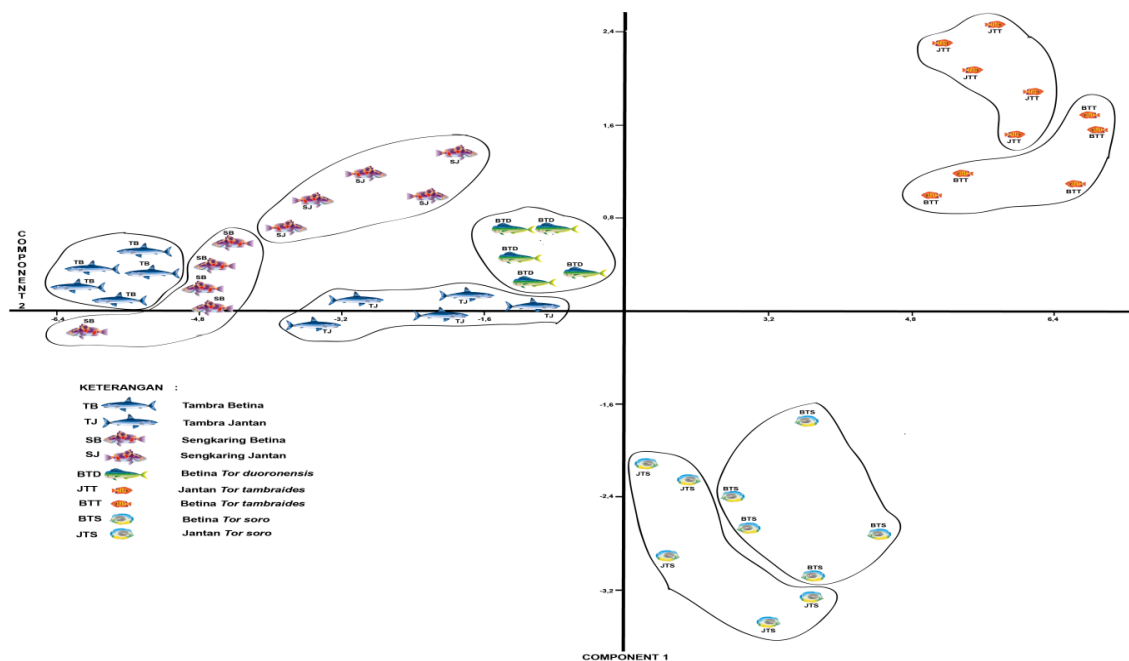 2,4
JTT
JTT
JTT
JTT
1,6
BTT
JTT
BTT
SJ
SJ
BTT
SJ
SJ
BTT
BTT
0,8
SJ
BTD
BTD
COMPONENT 2
SB
TB
BTD
SB
TB
TB
BTD
BTD
SB
TB
TB
SB
TJ
TJ
TJ
TJ
TJ
-6,4
-4,8
-3,2
-1,6
3,2
4,8
6,4
SB
KETERANGAN :
TB Tambra Betina
TJ Tambra Jantan
SB Sengkaring Betina
SJ Sengkaring Jantan
BTD Betina Tor duoronensis
JTT Jantan Tor tambraides
BTT Betina Tor tambraides
BTS Betina Tor soro
JTS Jantan Tor soro
-1,6
BTS
JTS
JTS
BTS
-2,4
BTS
BTS
JTS
BTS
-3,2
JTS
JTS
COMPONENT 1